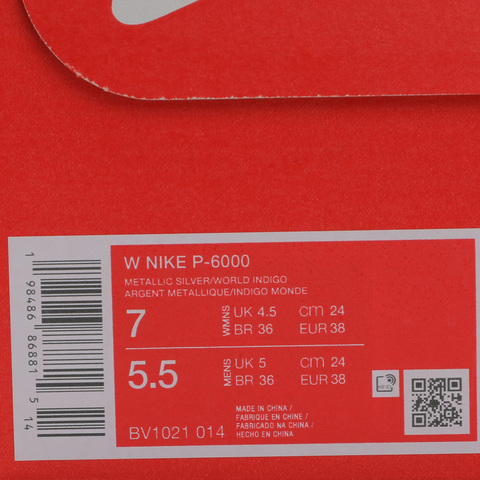 W NIKE P-6000
METALLIC SILVER/WORLD INDIGO
ARGENT METALLIQUE/INDIGO MONDE
7 WMNS UK 4.5 cm 24
BR 36 EUR 38
5.5 MENS UK 5 cm 24
BR 36 EUR 38
MADE IN CHINA /
FABRIQUE EN CHINE /
FABRICADO NA CHINA /
HECHO EN CHINA
BV1021 014
1 98486 86881 5 14